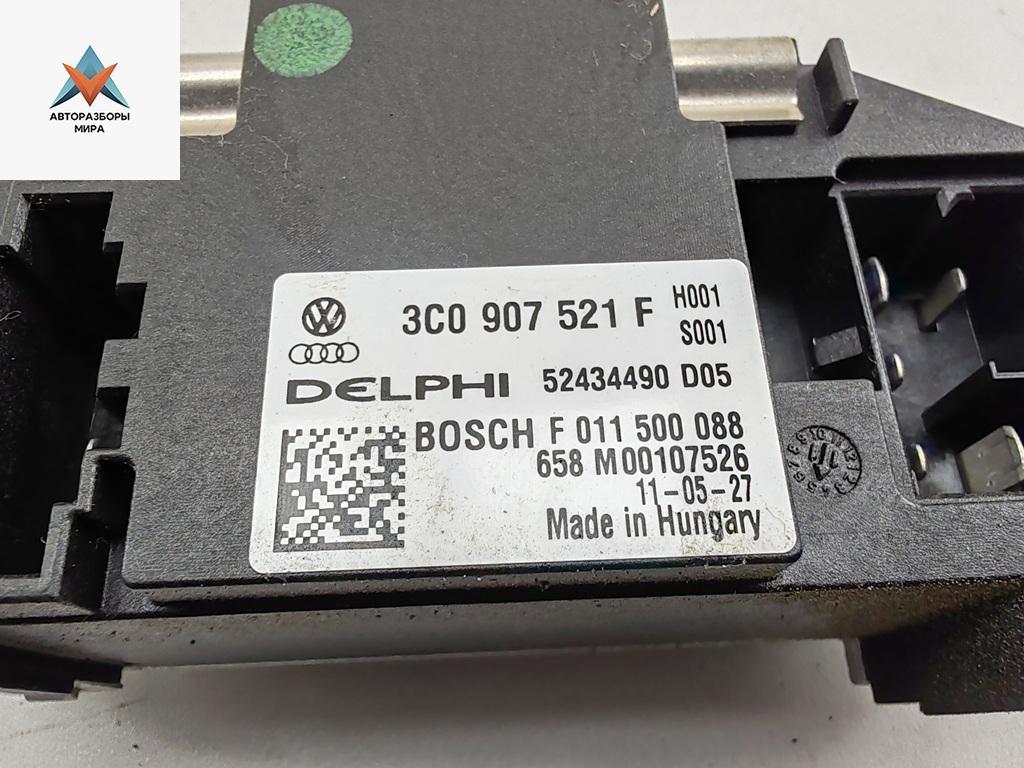 АВТОРАЗБОРЫ
МИРА
3C0 907 521 F H001
S001
DELPHI 52434490 D05
BOSCH F 011 500 088
658 M00107526
11-05-27
Made in Hungary